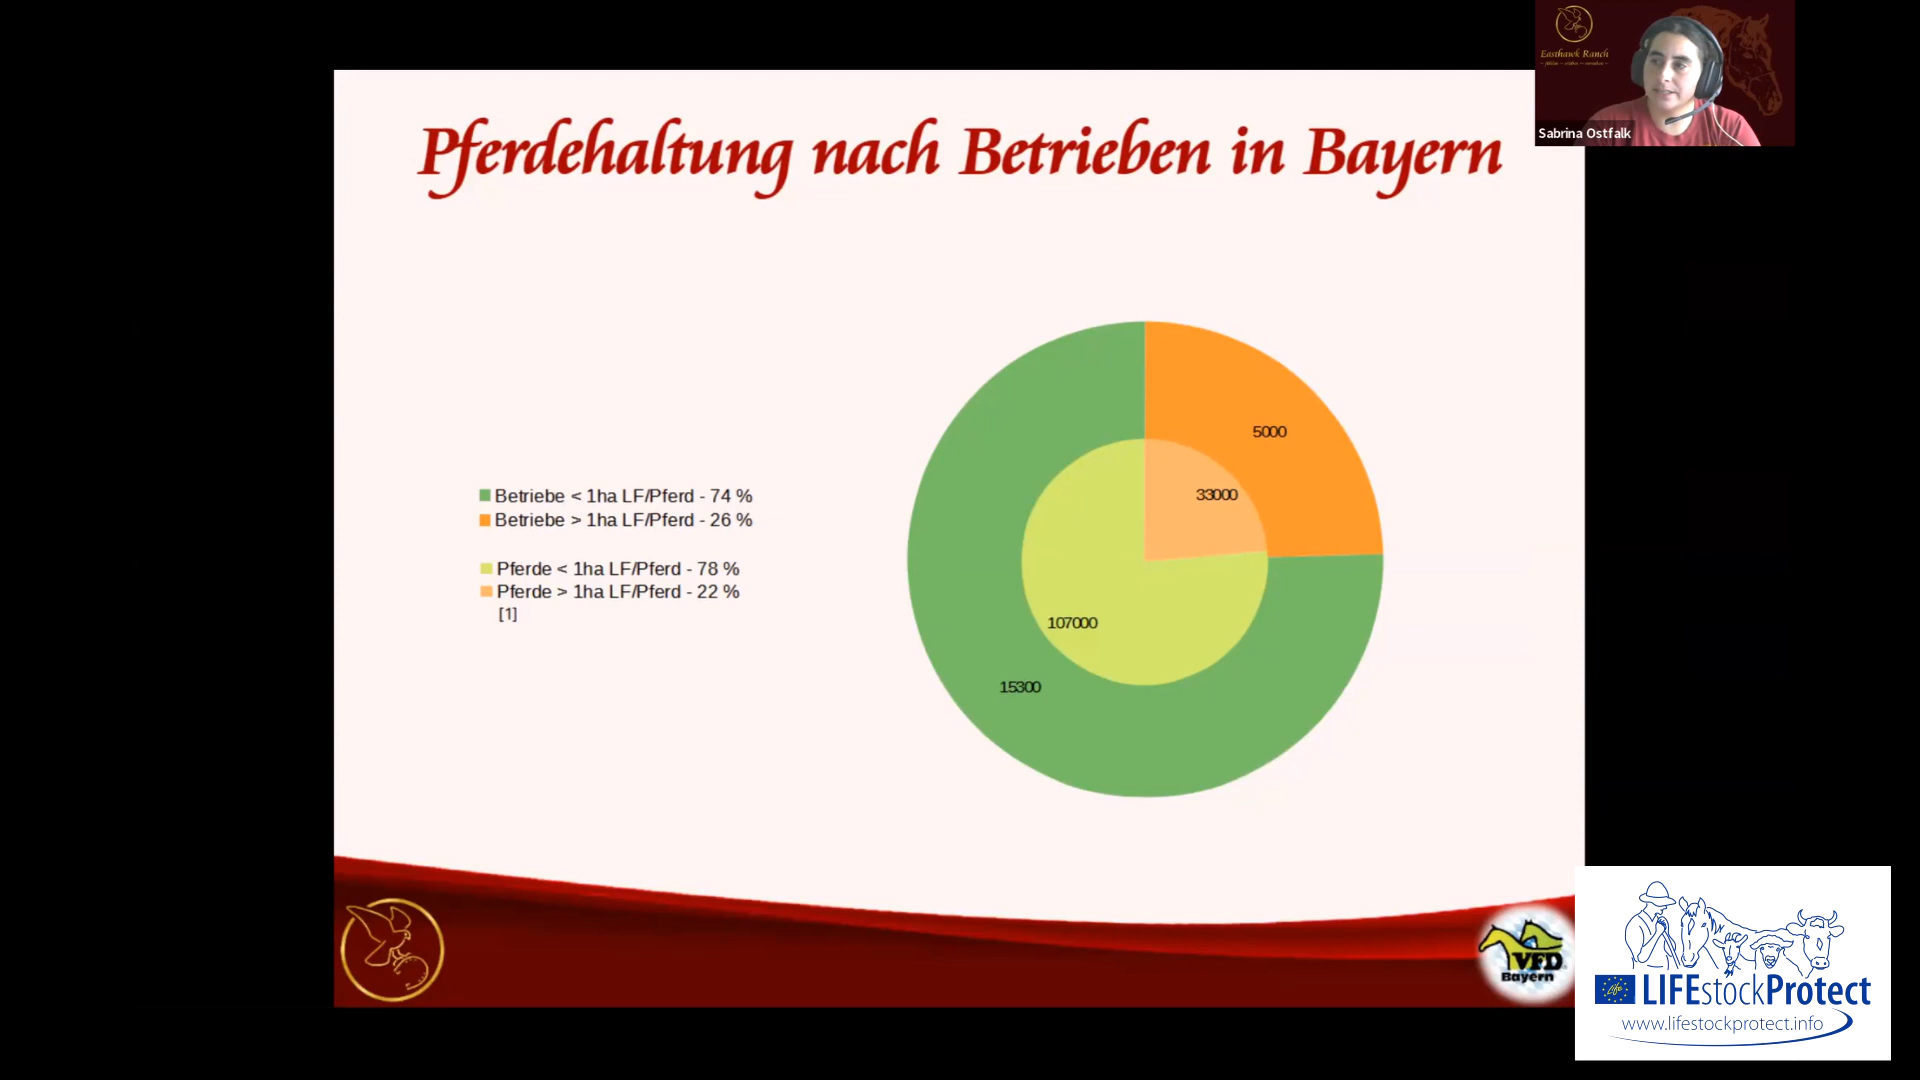 Easthawk Ranch
Sabrina Ostfalk
Pferdehaltung nach Betrieben in Bayern
5000
33000
Betriebe < 1ha LF/Pferd - 74 %
Betriebe > 1ha LF/Pferd - 26 %
Pferde < 1ha LF/Pferd - 78 %
Pferde > 1ha LF/Pferd - 22 %
[1]
107000
15300
VFD
Bayern
LIFEstockProtect
www.lifestockprotect.info